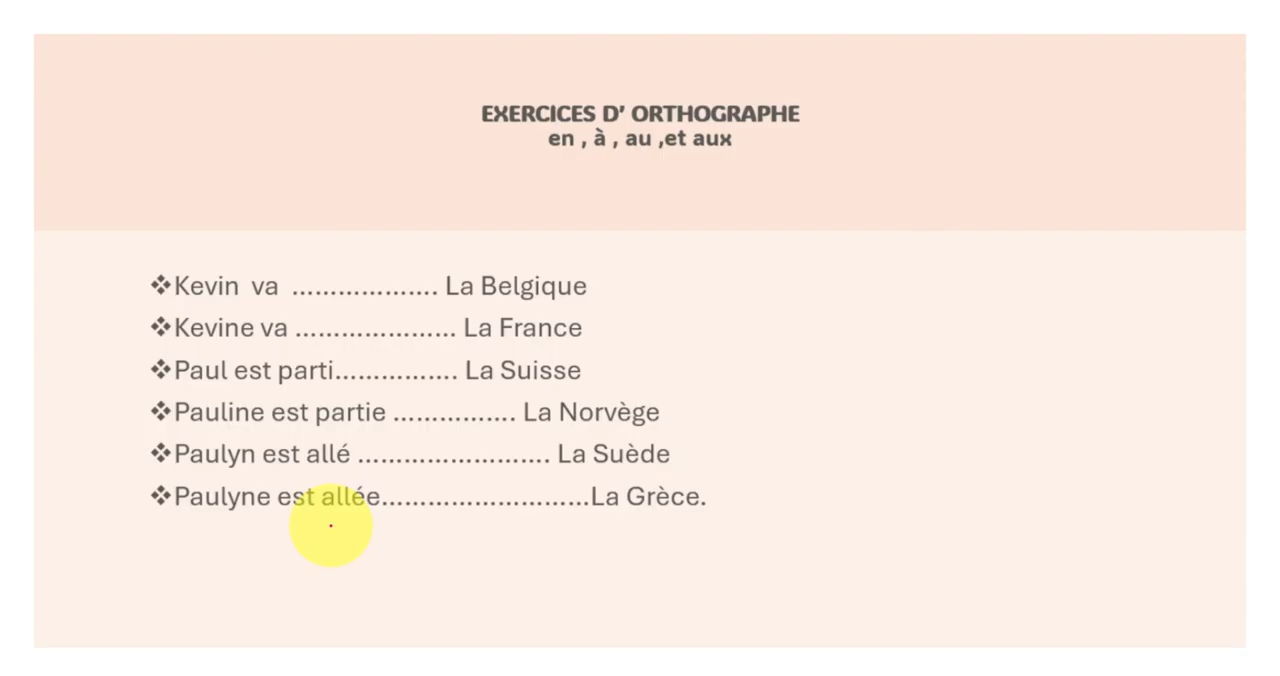 EXERCICES D' ORTHOGRAPHE
en , à , au ,et aux
❖Kevin va ................... La Belgique
❖Kevine va ..................... La France
❖Paul est parti................ La Suisse
❖Pauline est partie ................ La Norvège
❖Paulyn est allé ......................... La Suède
❖Paulyne est allée...........................La Grèce.